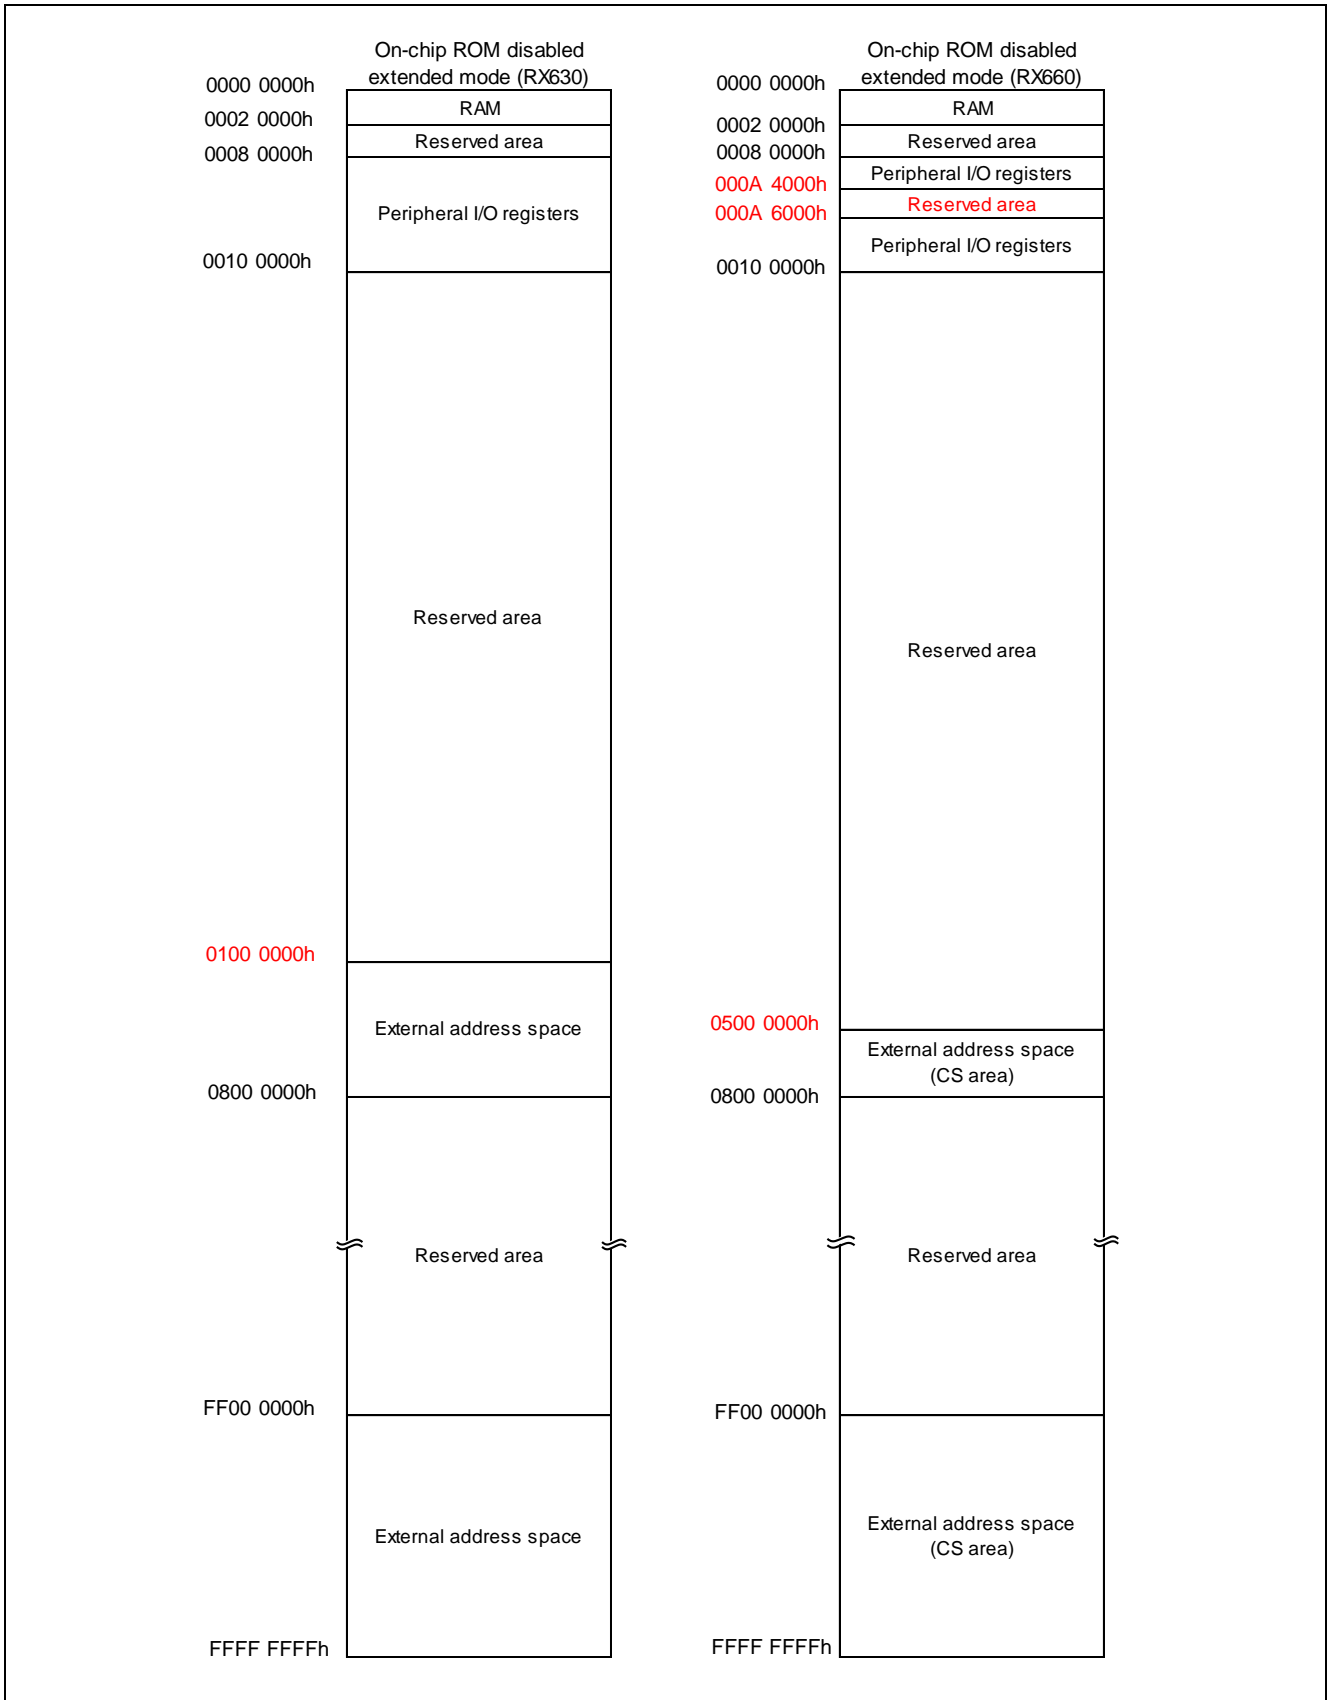 On-chip ROM disabled
extended mode (RX630)
0000 0000h
RAM
0002 0000h
Reserved area
0008 0000h
Peripheral I/O registers
0010 0000h
Reserved area
0100 0000h
External address space
0800 0000h
Reserved area
FF00 0000h
External address space
FFFF FFFFh
On-chip ROM disabled
extended mode (RX660)
0000 0000h
RAM
0002 0000h
Reserved area
0008 0000h
Peripheral I/O registers
000A 4000h
Reserved area
000A 6000h
Peripheral I/O registers
0010 0000h
Reserved area
0500 0000h
External address space
(CS area)
0800 0000h
Reserved area
FF00 0000h
External address space
(CS area)
FFFF FFFFh